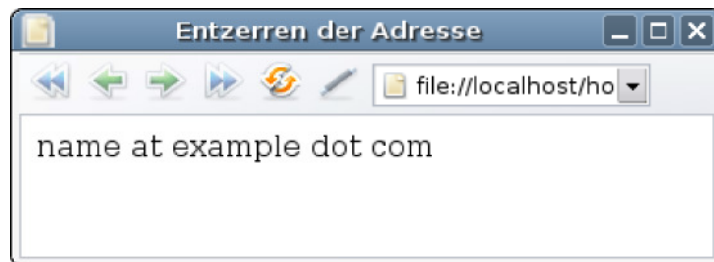 Entzerren der Adresse
file://localhost/ho
name at example dot com